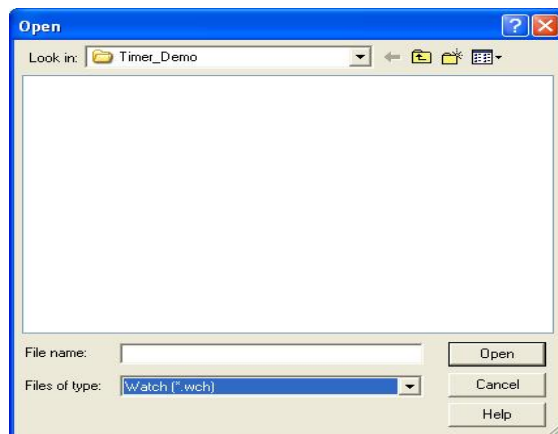 Open
Look in: Timer_Demo
File name:
Open
Files of type: Watch (*.wch)
Cancel
Help